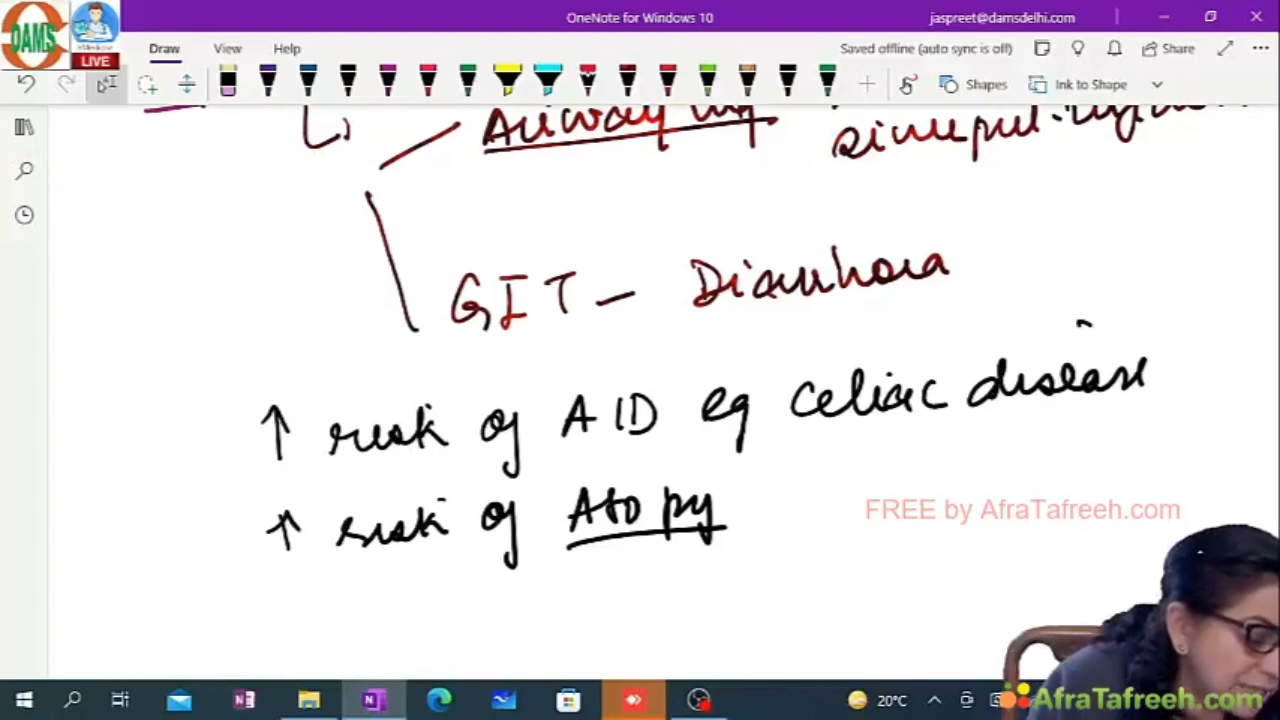 OneNote for Windows 10
jaspreet@damsdelhi.com
DAMS
LIVE
Draw View Help
Saved offline (auto sync is off)
Share
Shapes
Ink to Shape
Airway
GIT - Diarrhoea
↑ risk of AID eg celiac disease
↑ risk of Atopy
FREE by AfraTafreeh.com
20°C
AfraTafreeh.com